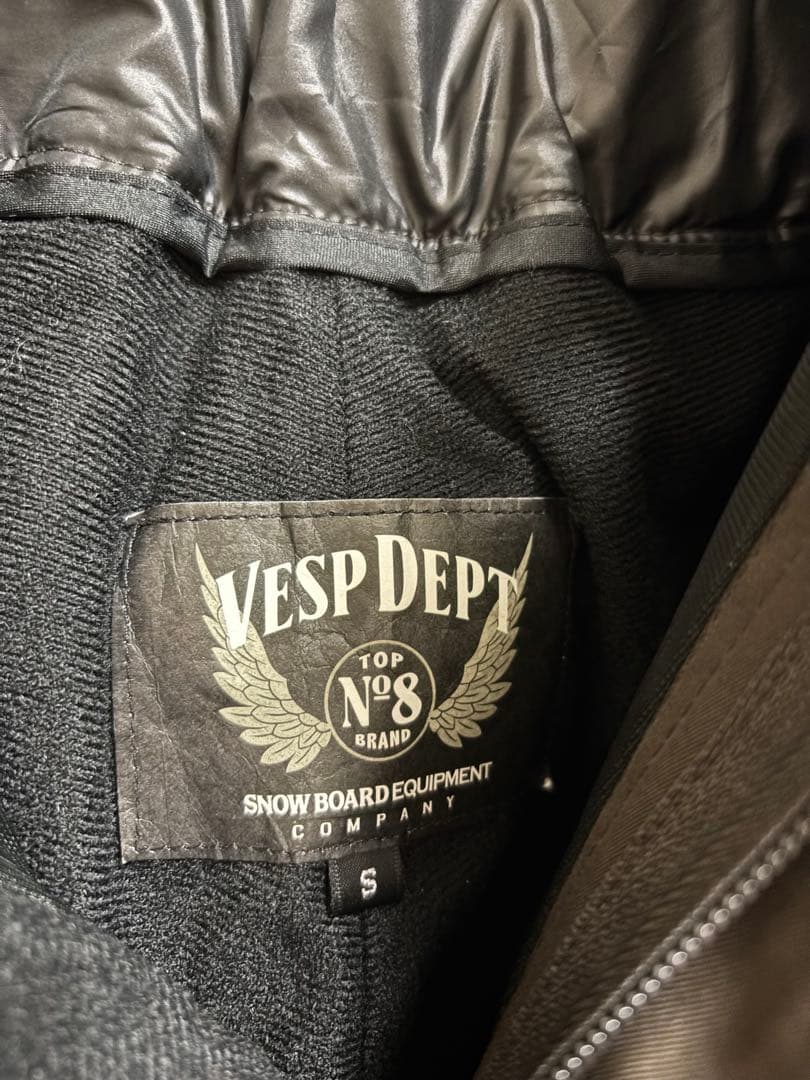 VESP DEPT
TOP
Nº8
BRAND
SNOW BOARD EQUIPMENT
COMPANY
S